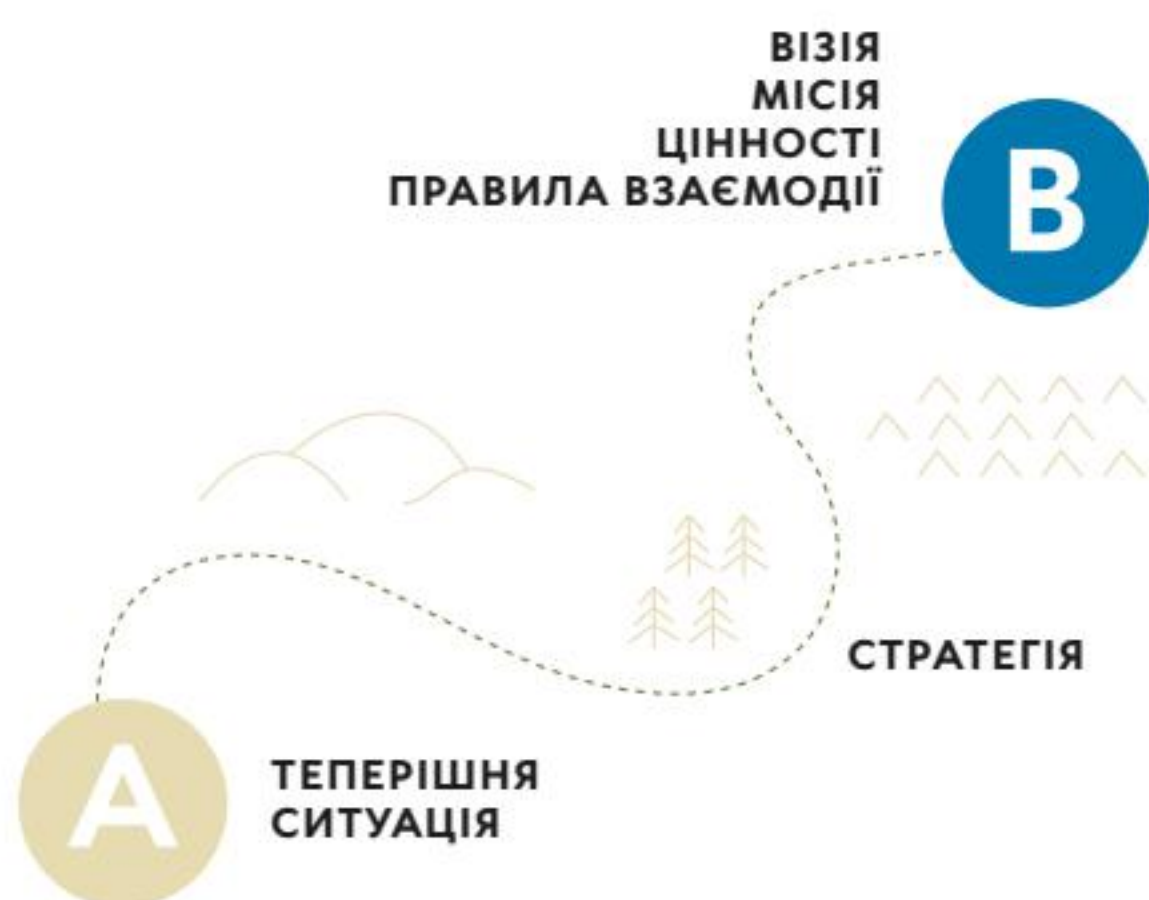 ВІЗІЯ
МІСІЯ
ЦІННОСТІ
ПРАВИЛА ВЗАЄМОДІЇ
B
СТРАТЕГІЯ
A
ТЕПЕРІШНЯ
СИТУАЦІЯ